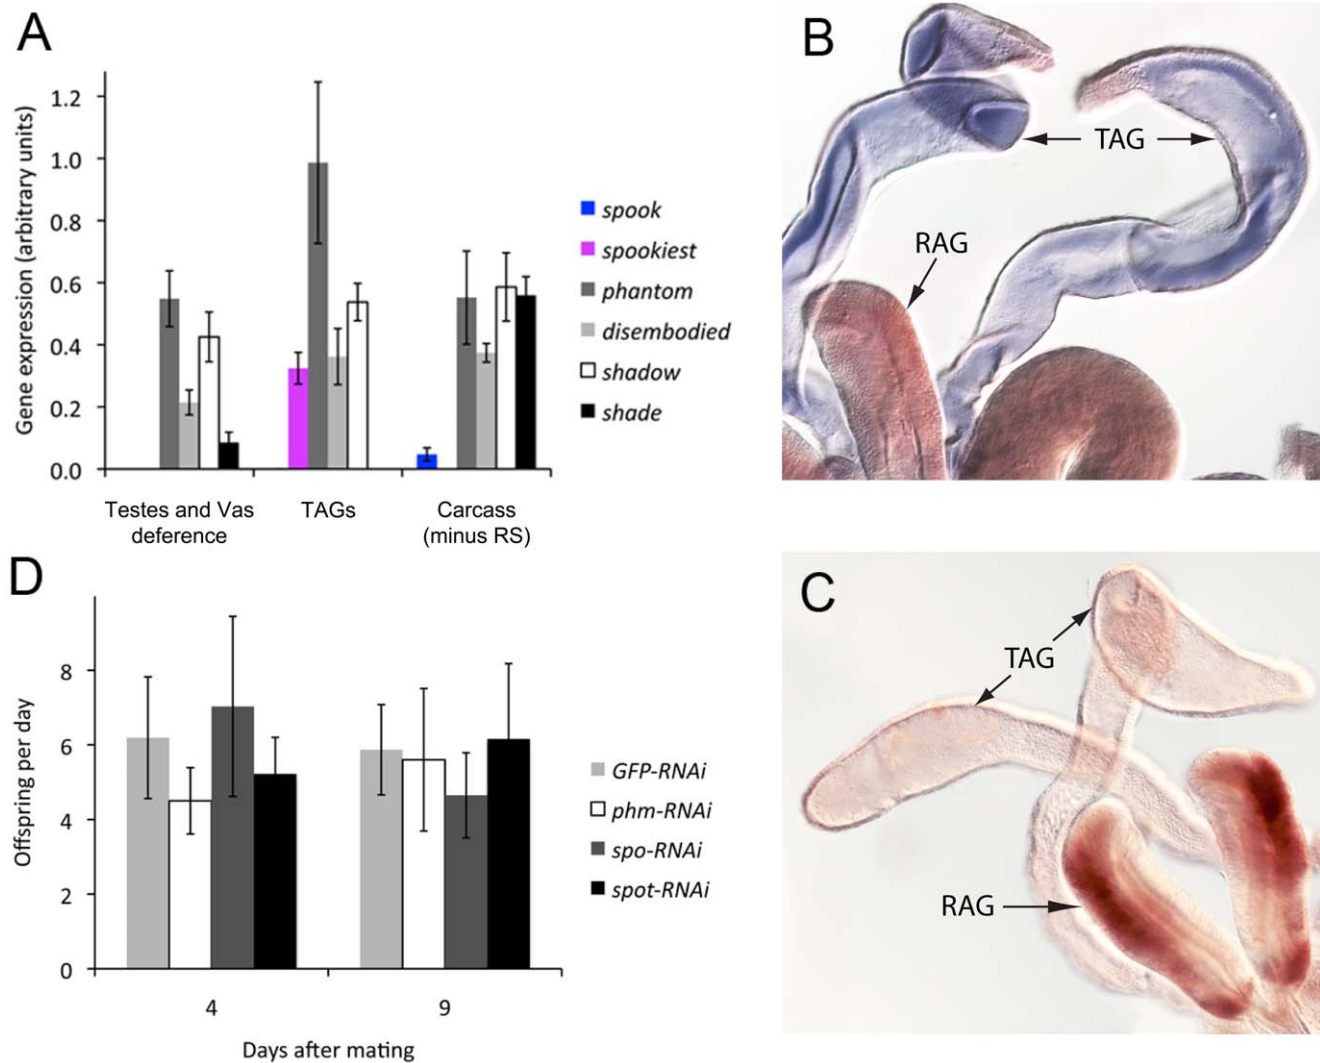 A
Gene expression (arbitrary units)
1.2
1.0
0.8
0.6
0.4
0.2
0.0
Testes and Vas
deference
TAGs
Carcass
(minus RS)
spook
spookiest
phantom
disembodied
shadow
shade
B
TAG
RAG
D
Offspring per day
8
6
4
2
0
4
9
Days after mating
GFP-RNAi
phm-RNAi
spo-RNAi
spot-RNAi
C
TAG
RAG